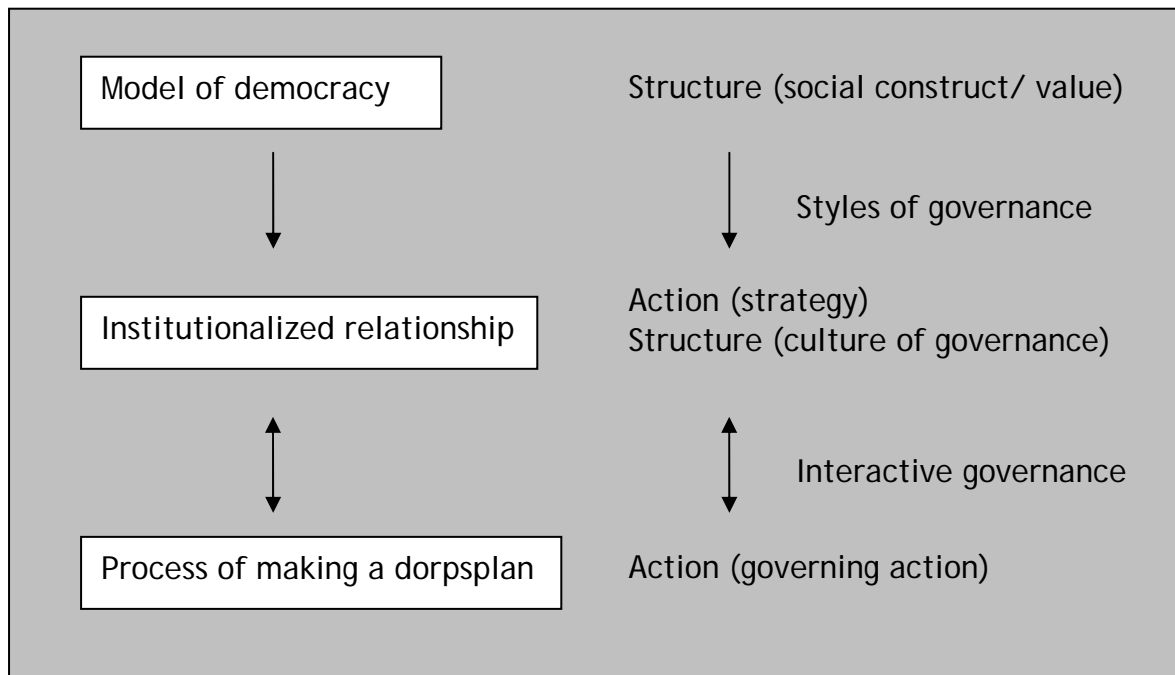 Model of democracy
Structure (social construct/ value)
Styles of governance
Institutionalized relationship
Action (strategy)
Structure (culture of governance)
Interactive governance
Process of making a dorpsplan
Action (governing action)